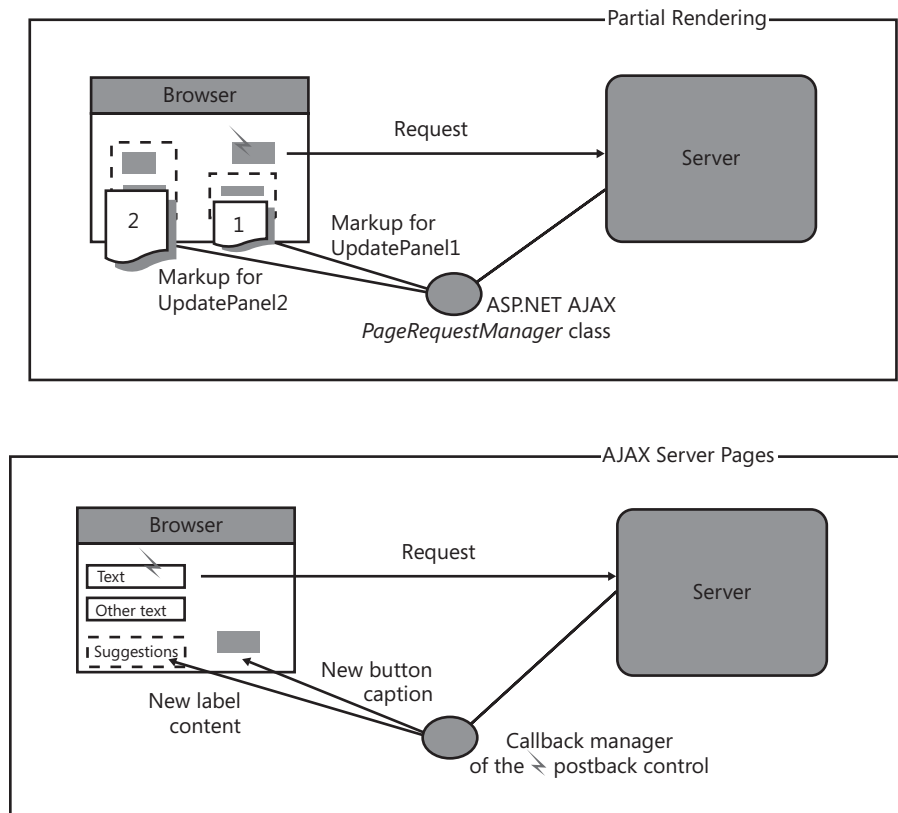 Partial Rendering
Browser
Request
Server
2
1
Markup for
UpdatePanel1
Markup for
UpdatePanel2
ASP.NET AJAX
PageRequestManager class
AJAX Server Pages
Browser
Request
Text
Server
Other text
Suggestions
New button
caption
New label
content
Callback manager
of the postback control